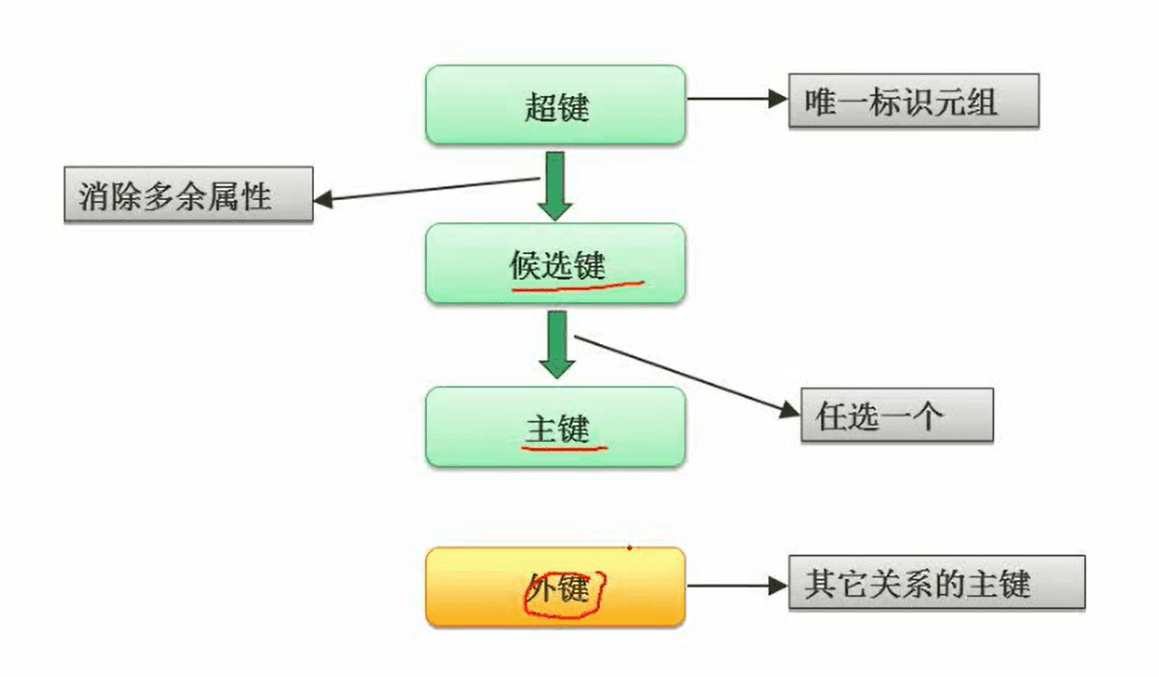 超键
唯一标识元组
消除多余属性
候选键
主键
任选一个
外键
其它关系的主键